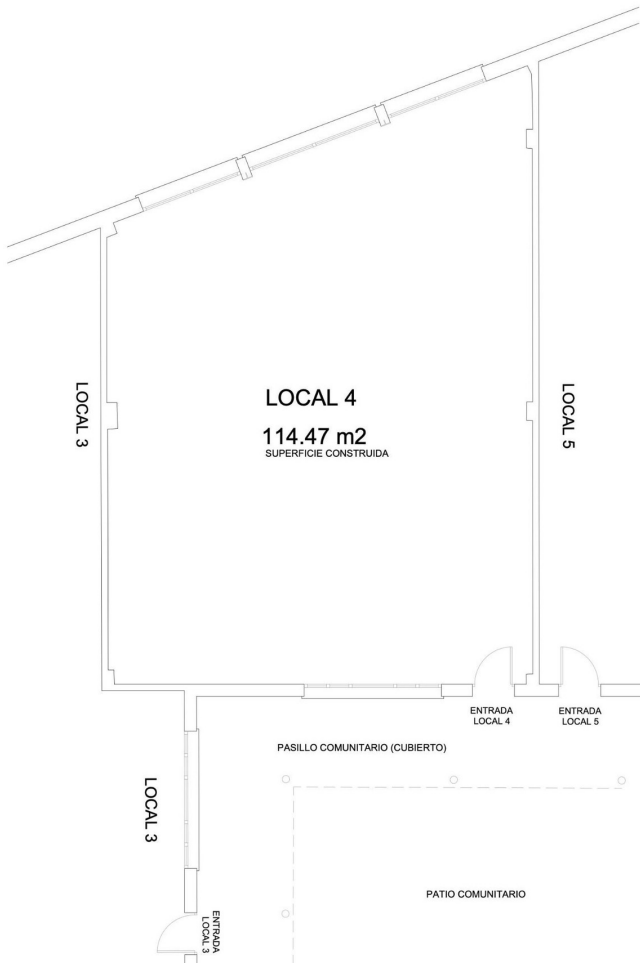 LOCAL 3
LOCAL 4
114.47 m2
SUPERFICIE CONSTRUIDA
LOCAL 5
ENTRADA
LOCAL 4
ENTRADA
LOCAL 5
PASILLO COMUNITARIO (CUBIERTO)
LOCAL 3
PATIO COMUNITARIO
ENTRADA
LOCAL 3